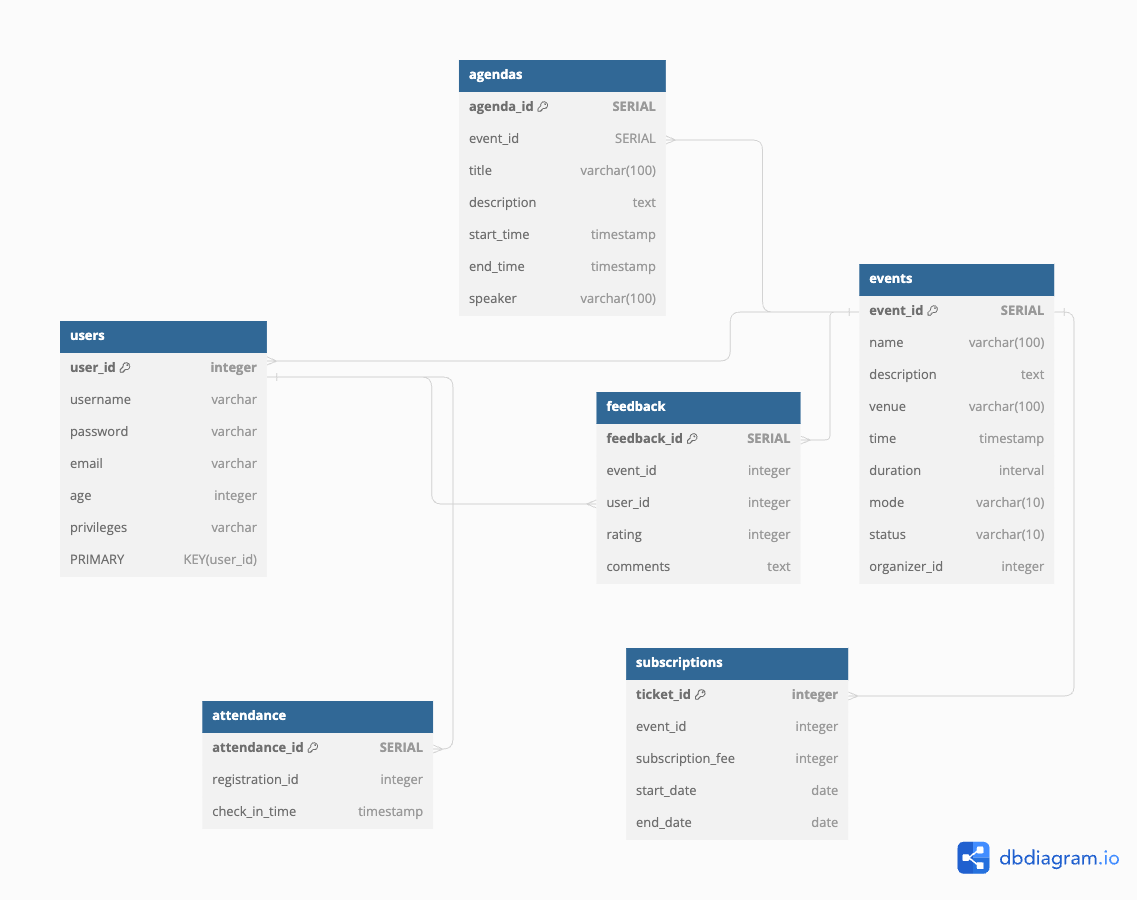 agendas
agenda_id SERIAL
event_id SERIAL
title varchar(100)
description text
start_time timestamp
end_time timestamp
speaker varchar(100)
events
event_id SERIAL
name varchar(100)
description text
venue varchar(100)
time timestamp
duration interval
mode varchar(10)
status varchar(10)
organizer_id integer
users
user_id integer
username varchar
password varchar
email varchar
age integer
privileges varchar
PRIMARY KEY(user_id)
feedback
feedback_id SERIAL
event_id integer
user_id integer
rating integer
comments text
subscriptions
ticket_id integer
event_id integer
subscription_fee integer
start_date date
end_date date
attendance
attendance_id SERIAL
registration_id integer
check_in_time timestamp
dbdiagram.io